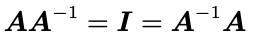 𝑨𝑨⁻¹ = 𝑰 = 𝑨⁻¹𝑨